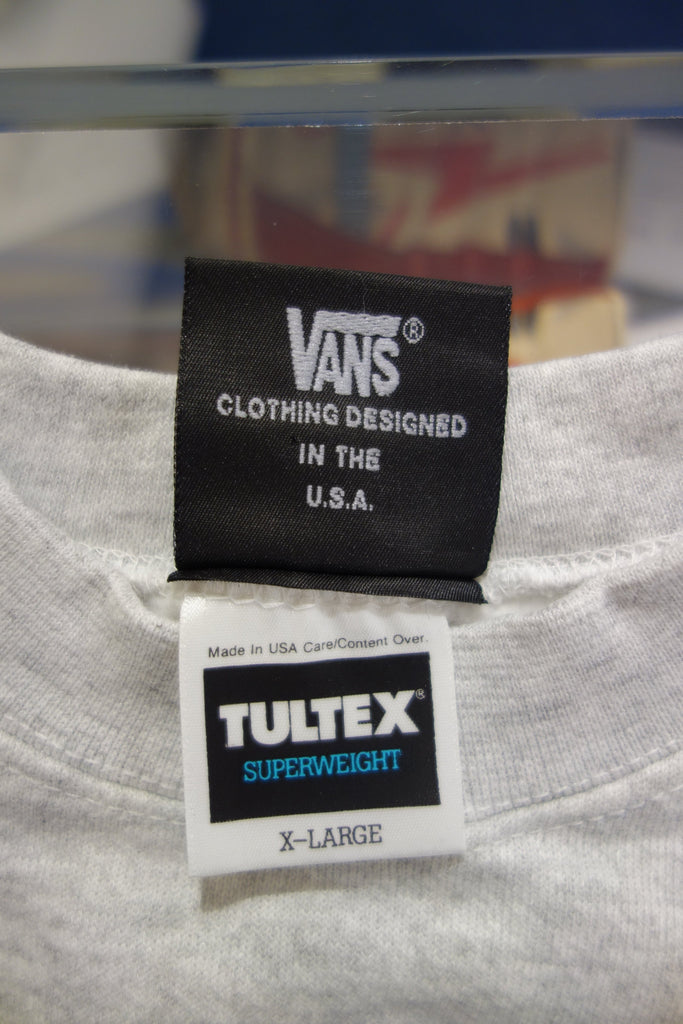 VANS®
CLOTHING DESIGNED
IN THE
U.S.A.
Made In USA Care/Content Over.
TULTEX®
SUPERWEIGHT
X-LARGE